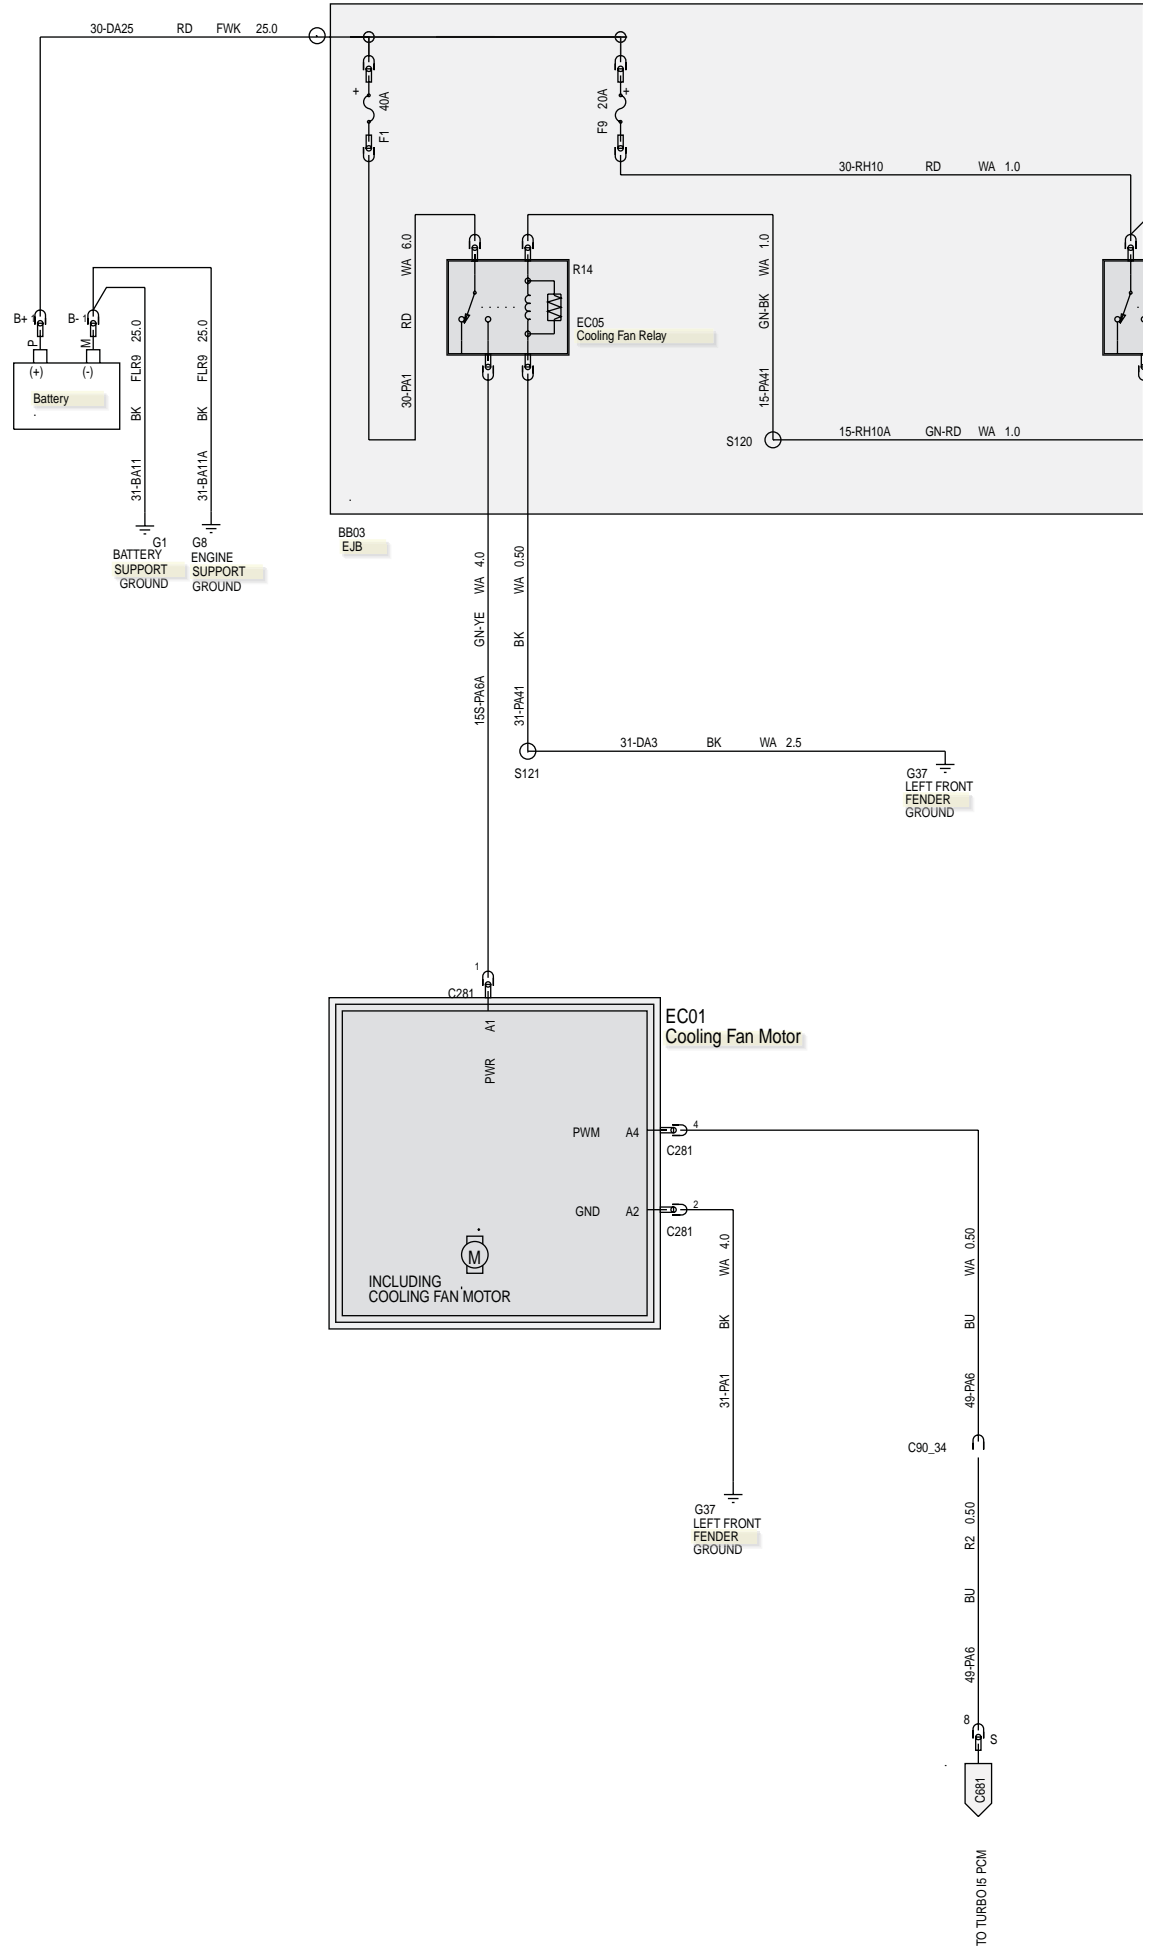 30-DA25 RD FWK 25.0
+ 40A F1
F9 20A +
30-RH10 RD WA 1.0
30-PA1 RD WA 6.0
R14
EC05
Cooling Fan Relay
15-PA41 GN-BK WA 1.0
S120
15-RH10A GN-RD WA 1.0
B+ 1
B- 1
P
M
(+)
(-)
Battery
31-BA11 BK FLR9 25.0
31-BA11A BK FLR9 25.0
G1
BATTERY
SUPPORT
GROUND
G8
ENGINE
SUPPORT
GROUND
BB03
EJB
15S-PA6A GN-YE WA 4.0
31-PA41 BK WA 0.50
S121
31-DA3 BK WA 2.5
G37
LEFT FRONT
FENDER
GROUND
1
C281
EC01
Cooling Fan Motor
A1
PWR
PWM A4
4
C281
GND A2
2
C281
M
INCLUDING
COOLING FAN MOTOR
31-PA1 BK WA 4.0
G37
LEFT FRONT
FENDER
GROUND
49-PA6 BU WA 0.50
C90_34
49-PA6 BU R2 0.50
8
S
C681
TO TURBO I5 PCM